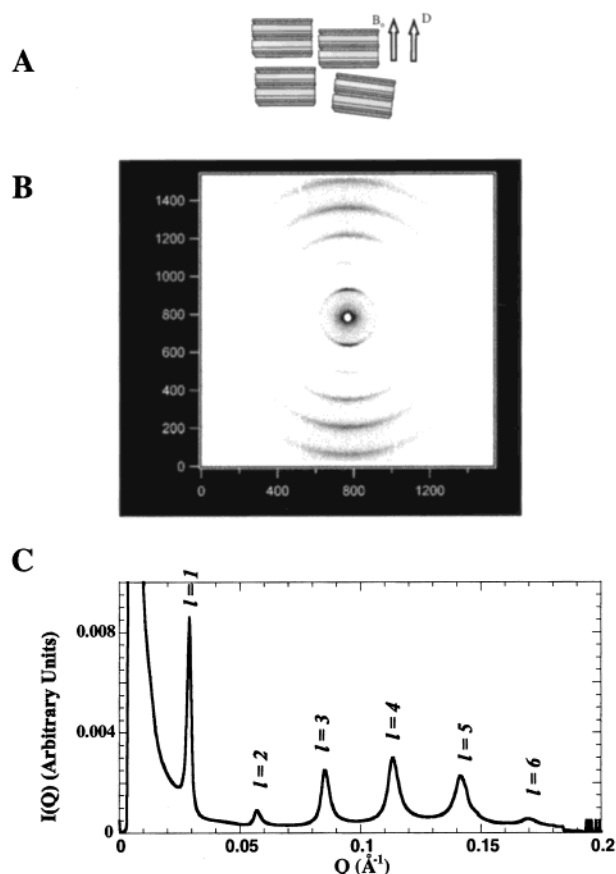 A
Bo
D
B
1400
1200
1000
800
600
400
200
0
0 400 800 1200
C
I(Q) (Arbitrary Units)
0.008
0.004
0
l = 1
l = 2
l = 3
l = 4
l = 5
l = 6
0 0.05 0.1 0.15 0.2
Q (Å-1)